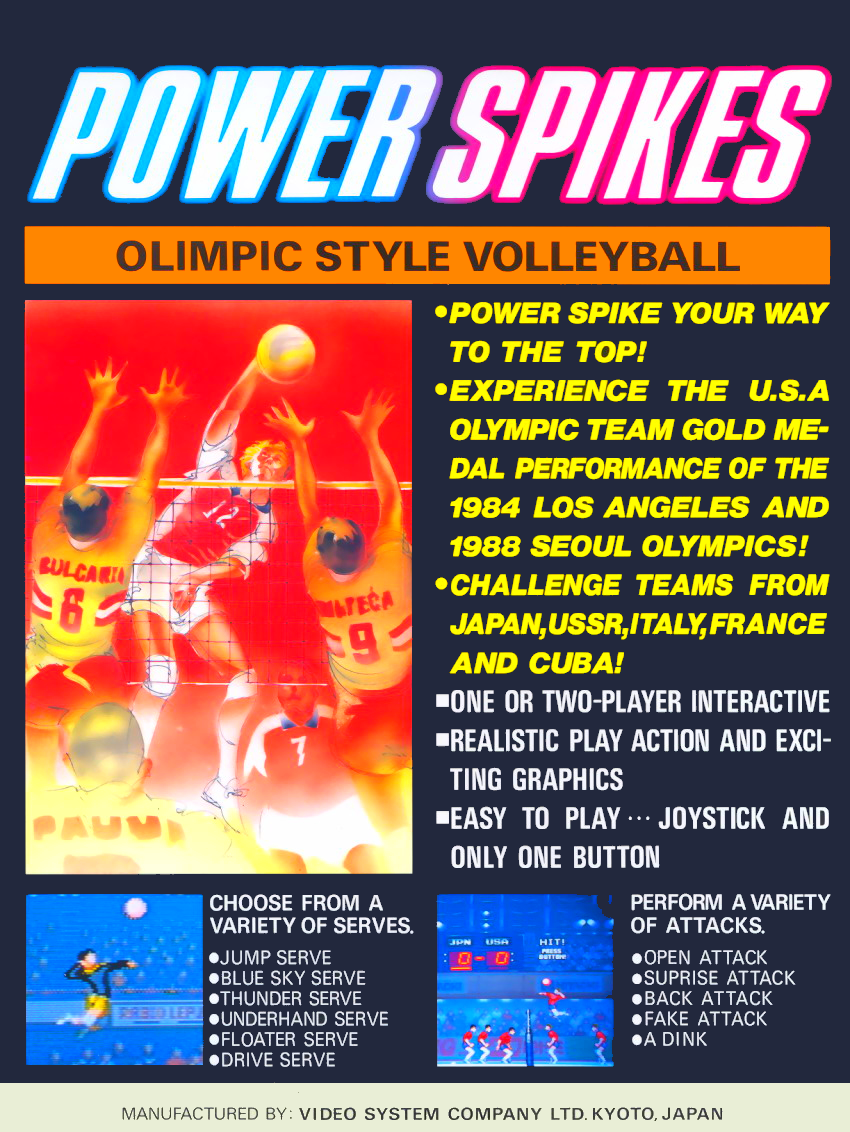 POWER SPIKES
OLIMPIC STYLE VOLLEYBALL
•POWER SPIKE YOUR WAY
TO THE TOP!
•EXPERIENCE THE U.S.A
OLYMPIC TEAM GOLD ME-
DAL PERFORMANCE OF THE
1984 LOS ANGELES AND
1988 SEOUL OLYMPICS!
•CHALLENGE TEAMS FROM
JAPAN,USSR,ITALY,FRANCE
AND CUBA!
■ONE OR TWO-PLAYER INTERACTIVE
■REALISTIC PLAY ACTION AND EXCI-
TING GRAPHICS
■EASY TO PLAY… JOYSTICK AND
ONLY ONE BUTTON
BULGARIA
6
9
7
CHOOSE FROM A
VARIETY OF SERVES.
●JUMP SERVE
●BLUE SKY SERVE
●THUNDER SERVE
●UNDERHAND SERVE
●FLOATER SERVE
●DRIVE SERVE
JPN USA
0-0
HIT!
PRESS
BUTTON!
PERFORM A VARIETY
OF ATTACKS.
●OPEN ATTACK
●SUPRISE ATTACK
●BACK ATTACK
●FAKE ATTACK
●A DINK
MANUFACTURED BY: VIDEO SYSTEM COMPANY LTD. KYOTO, JAPAN